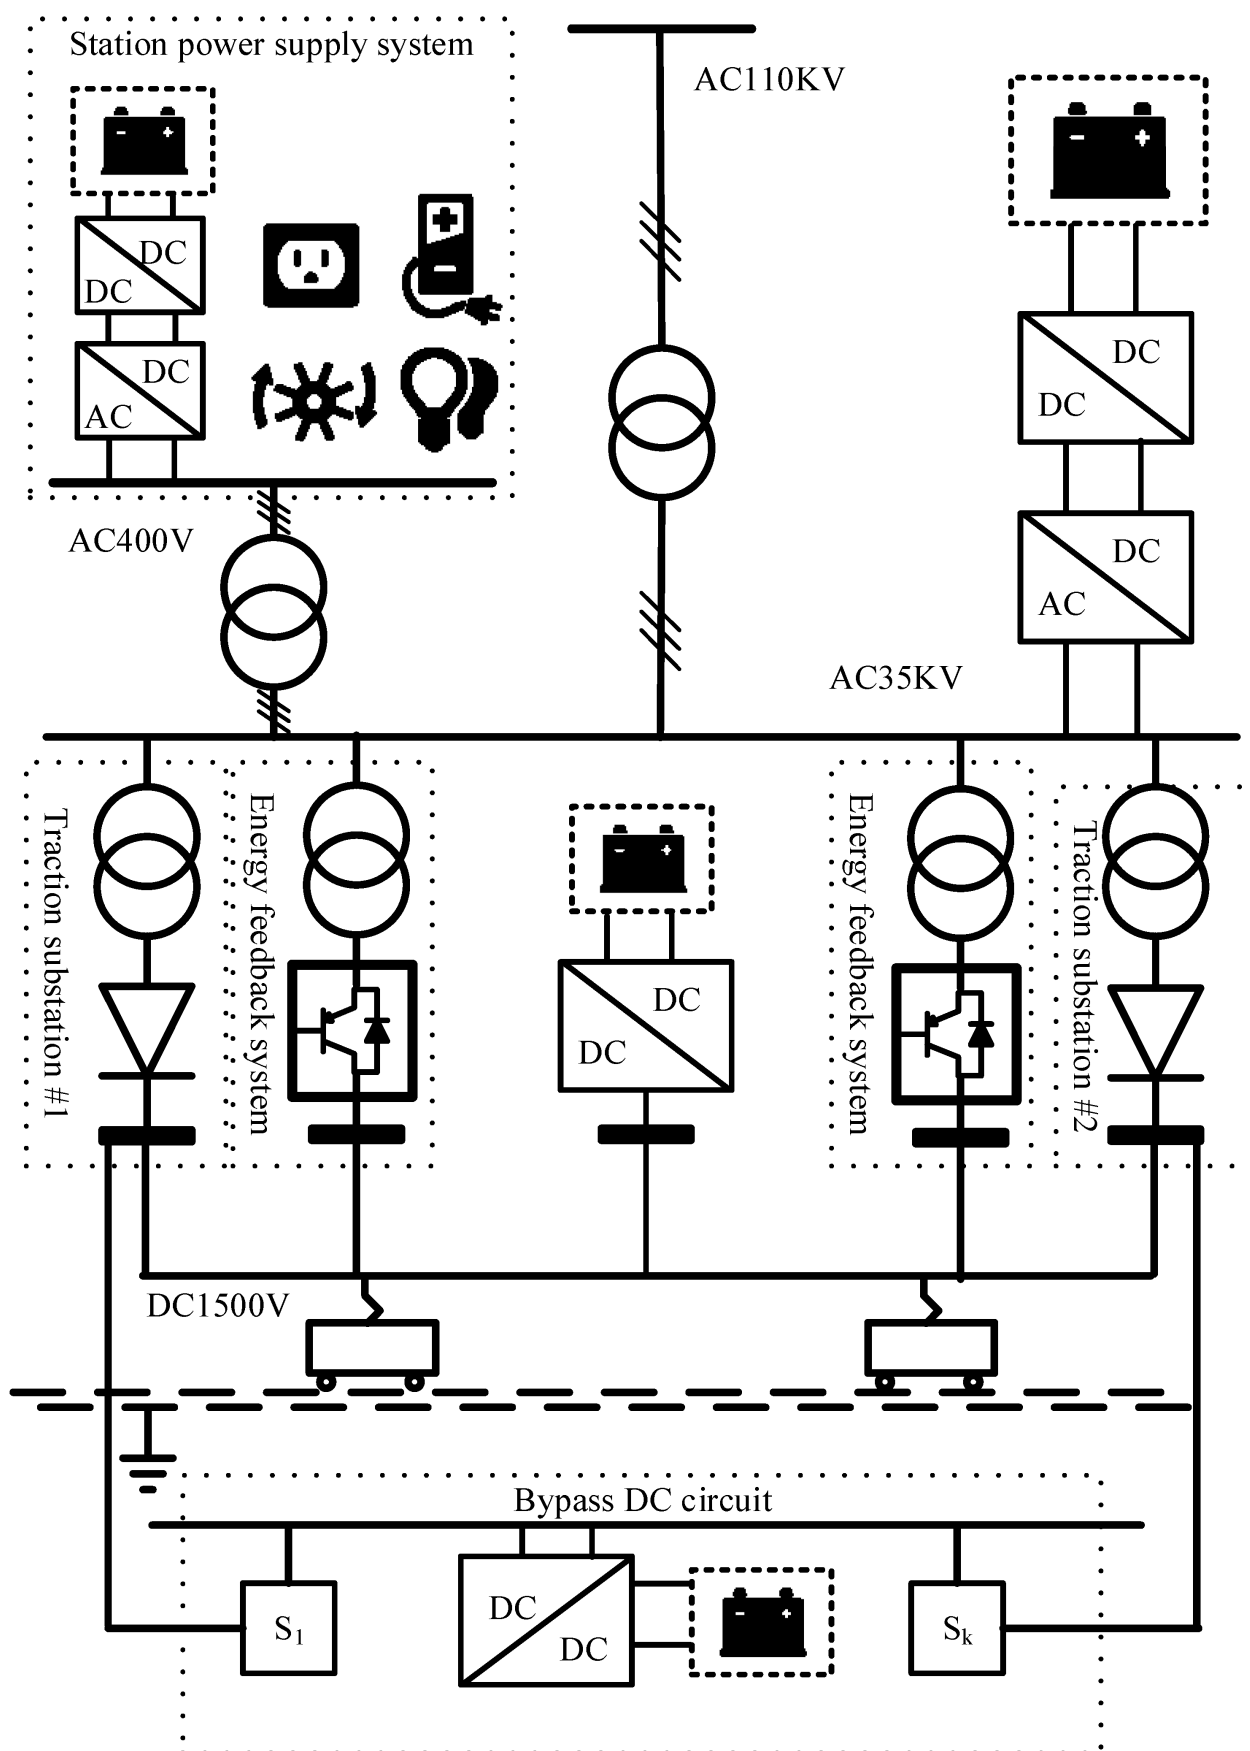 Station power supply system
AC110KV
DC
DC
DC
AC
DC
DC
DC
AC
AC400V
AC35KV
Traction substation #1
Energy feedback system
DC
DC
Energy feedback system
Traction substation #2
DC1500V
Bypass DC circuit
S1
DC
DC
Sk